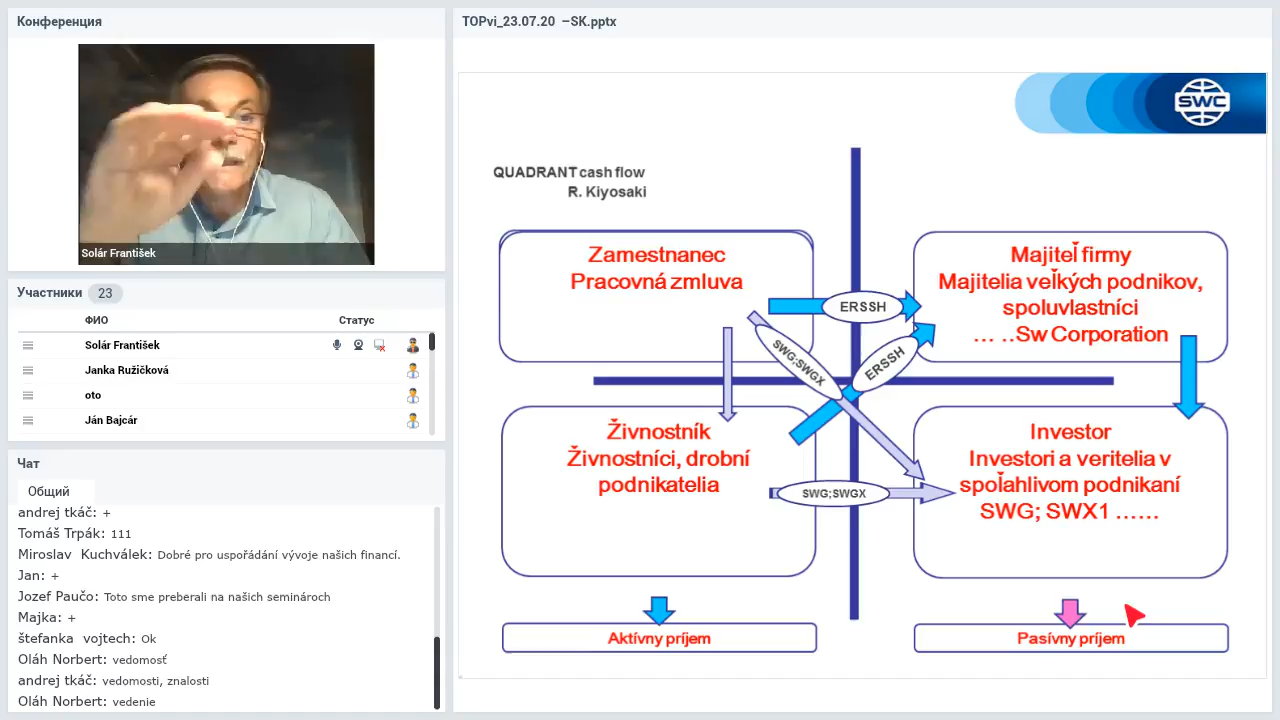 Конференция
Solár František
Участники 23
ФИО Статус
Solár František
Janka Ružičková
oto
Ján Bajcár
Чат
Общий
andrej tkáč: +
Tomáš Trpák: 111
Miroslav Kuchválek: Dobré pro uspořádání vývoje našich financí.
Jan: +
Jozef Paučo: Toto sme preberali na našich seminároch
Majka: +
štefanka vojtech: Ok
Oláh Norbert: vedomosť
andrej tkáč: vedomosti, znalosti
Oláh Norbert: vedenie
TOPvi_23.07.20 –SK.pptx
SWC
QUADRANT cash flow
R. Kiyosaki
Zamestnanec
Pracovná zmluva
Majiteľ firmy
Majitelia veľkých podnikov,
spoluvlastníci
... ..Sw Corporation
ERSSH
SWG;SWGX
ERSSH
Živnostník
Živnostníci, drobní
podnikatelia
SWG;SWGX
Investor
Investori a veritelia v
spoľahlivom podnikaní
SWG; SWX1 ......
Aktívny príjem
Pasívny príjem